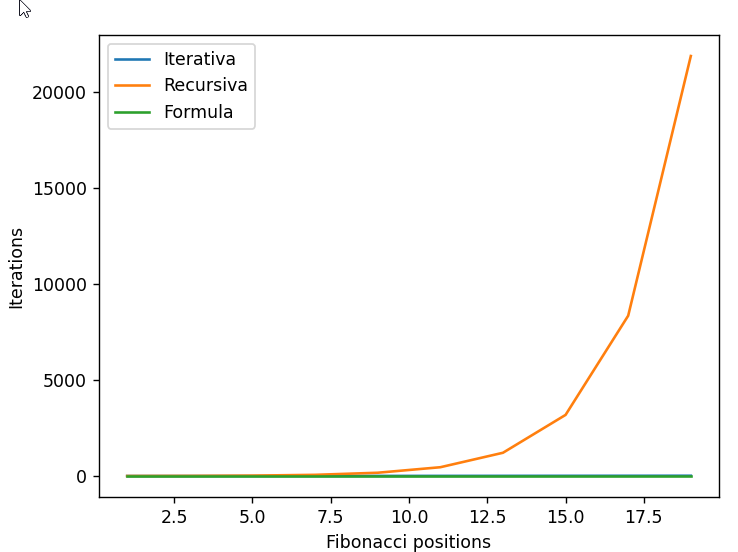 Iterativa
Recursiva
Formula
20000
15000
10000
5000
0
Iterations
2.5 5.0 7.5 10.0 12.5 15.0 17.5
Fibonacci positions